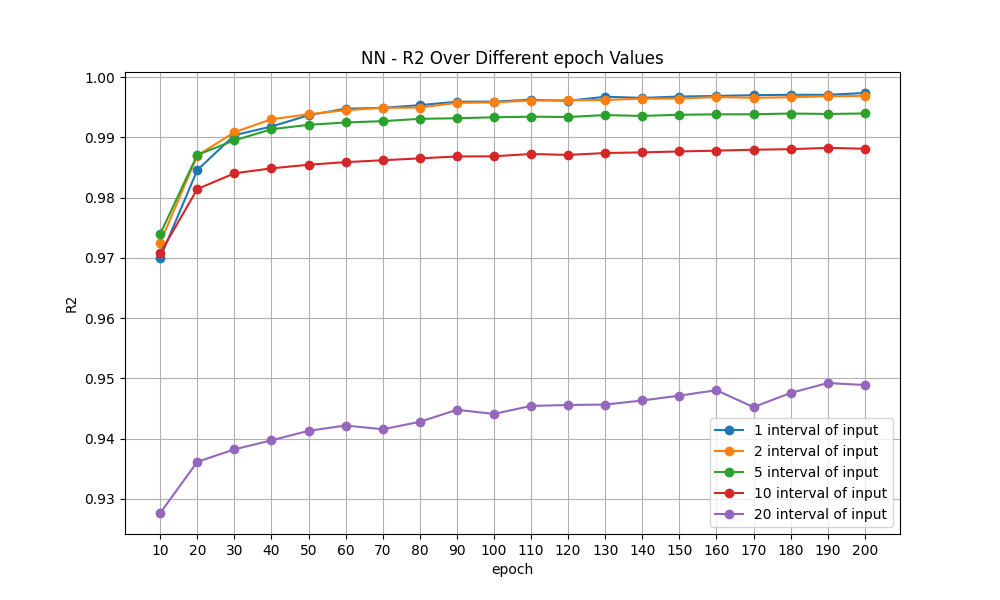 NN - R2 Over Different epoch Values
1.00
0.99
0.98
0.97
0.96
0.95
0.94
0.93
R2
1 interval of input
2 interval of input
5 interval of input
10 interval of input
20 interval of input
10 20 30 40 50 60 70 80 90 100 110 120 130 140 150 160 170 180 190 200
epoch